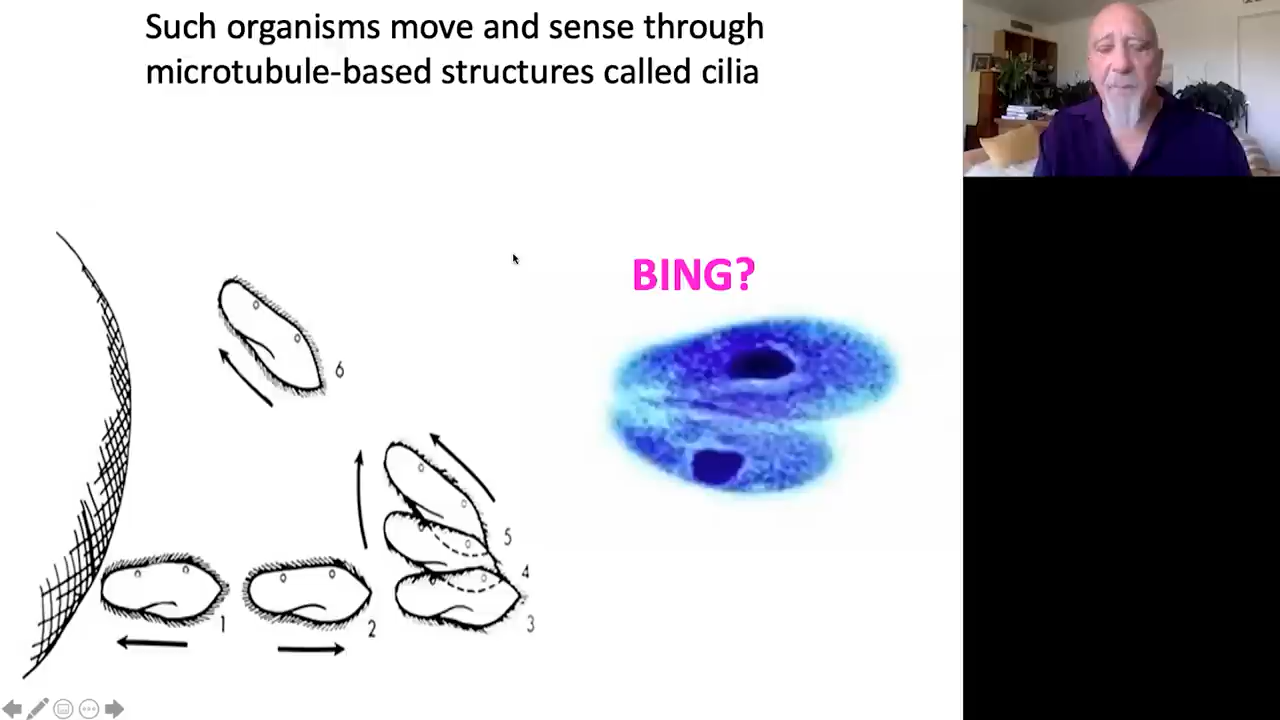 Such organisms move and sense through
microtubule-based structures called cilia
BING?
6
5
4
1
2
3